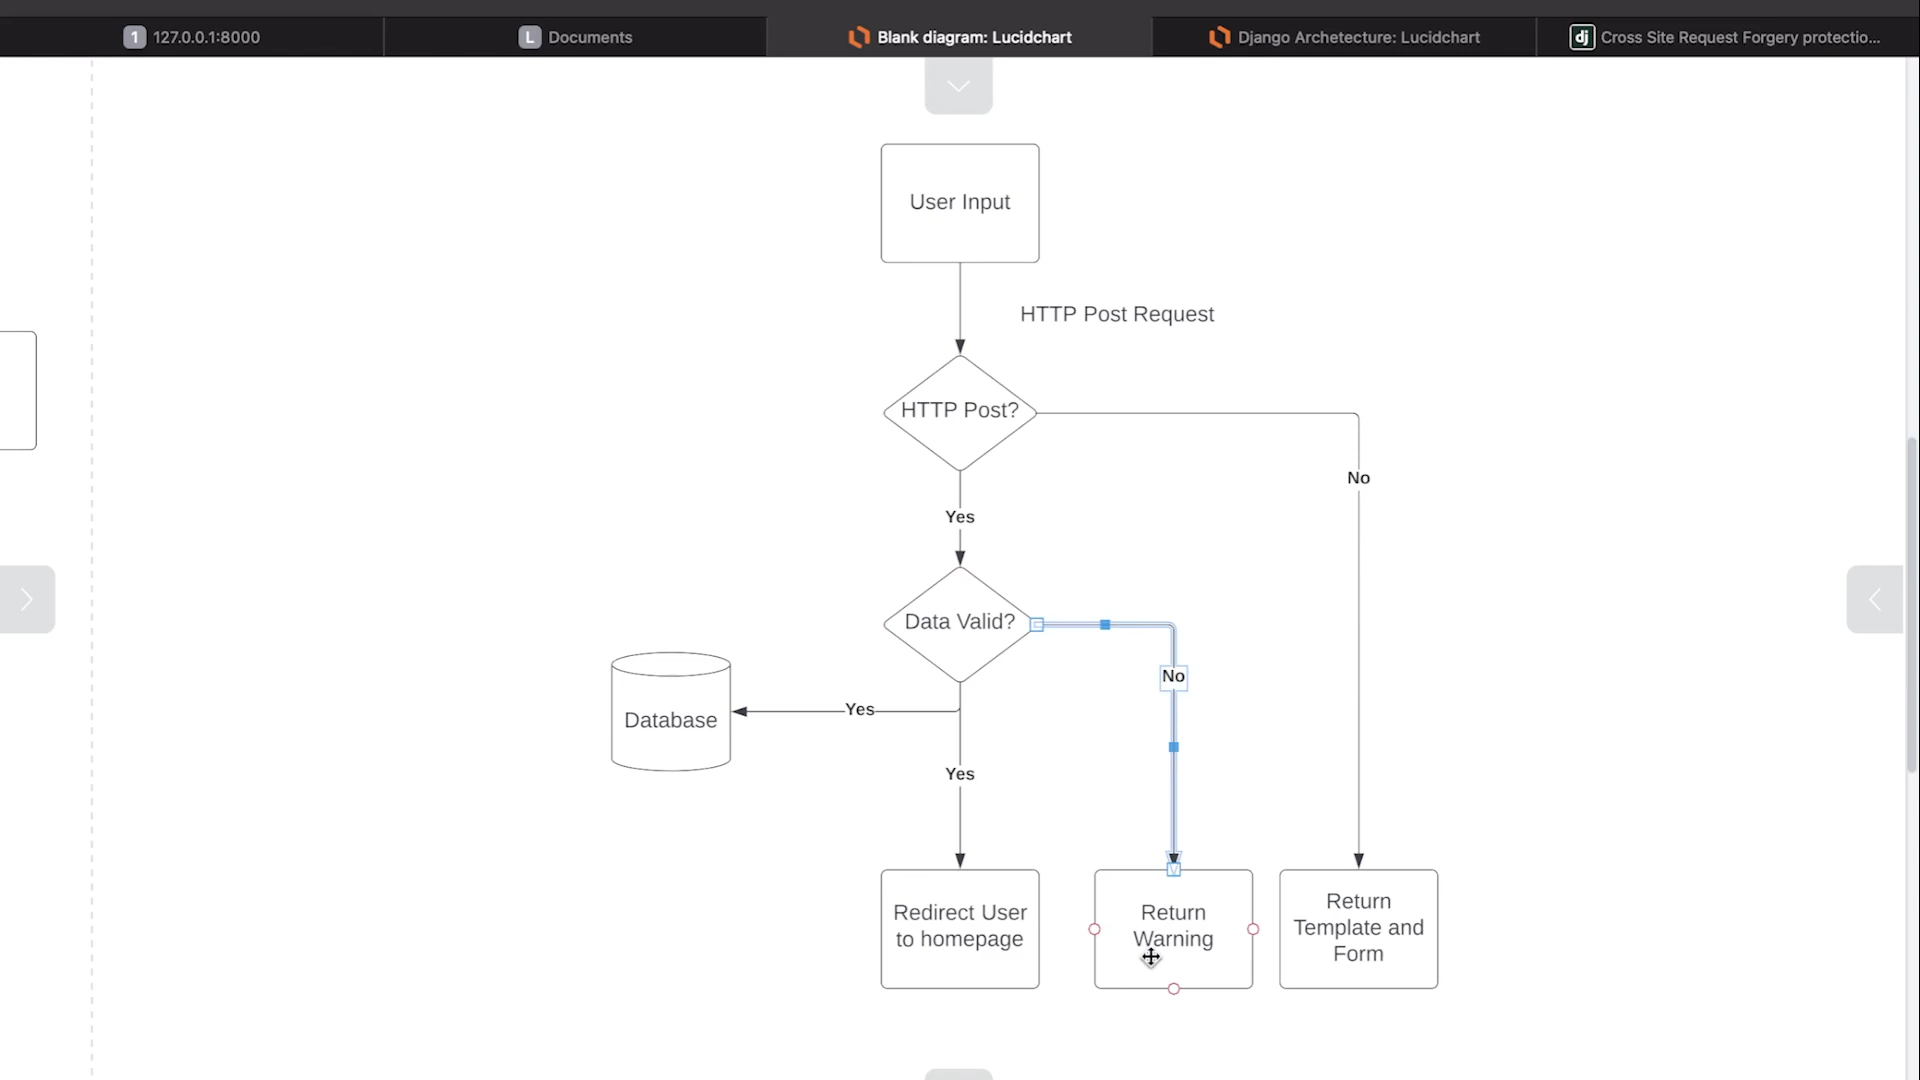 1 127.0.0.1:8000
L Documents
Blank diagram: Lucidchart
Django Archetecture: Lucidchart
dj Cross Site Request Forgery protectio...
User Input
HTTP Post Request
HTTP Post?
No
Yes
Data Valid?
No
Yes
Database
Yes
Redirect User
to homepage
Return
Warning
Return
Template and
Form